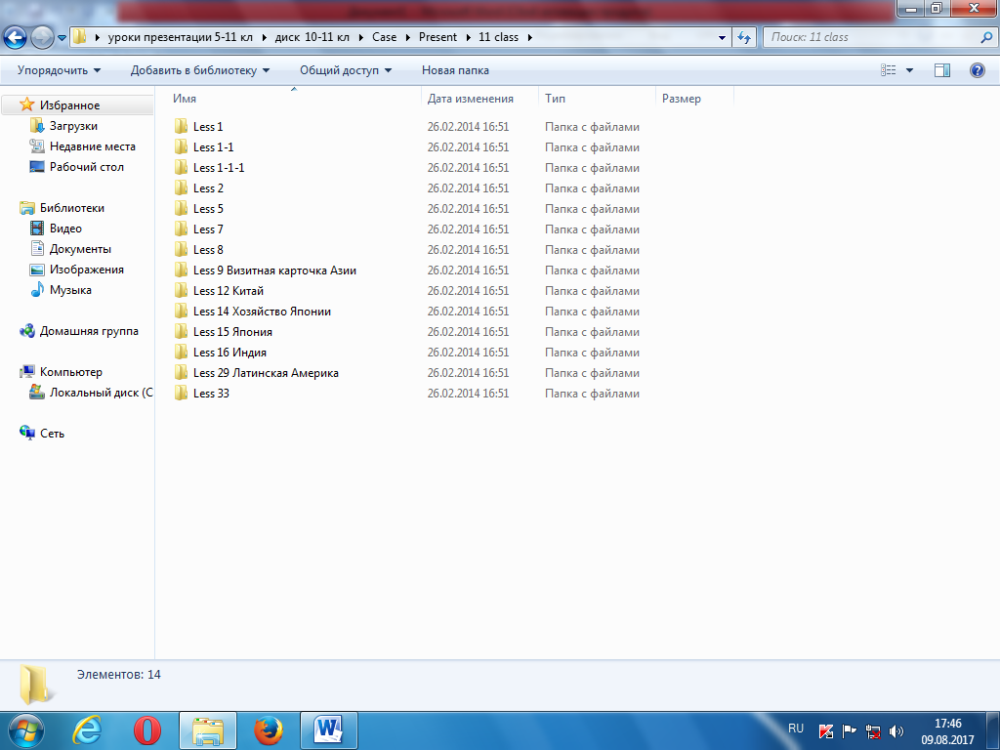 уроки презентации 5-11 кл диск 10-11 кл Case Present 11 class Поиск: 11 class
Упорядочить Добавить в библиотеку Общий доступ Новая папка
Избранное
Загрузки
Недавние места
Рабочий стол
Библиотеки
Видео
Документы
Изображения
Музыка
Домашняя группа
Компьютер
Локальный диск (C
Сеть
Имя Дата изменения Тип Размер
Less 1 26.02.2014 16:51 Папка с файлами
Less 1-1 26.02.2014 16:51 Папка с файлами
Less 1-1-1 26.02.2014 16:51 Папка с файлами
Less 2 26.02.2014 16:51 Папка с файлами
Less 5 26.02.2014 16:51 Папка с файлами
Less 7 26.02.2014 16:51 Папка с файлами
Less 8 26.02.2014 16:51 Папка с файлами
Less 9 Визитная карточка Азии 26.02.2014 16:51 Папка с файлами
Less 12 Китай 26.02.2014 16:51 Папка с файлами
Less 14 Хозяйство Японии 26.02.2014 16:51 Папка с файлами
Less 15 Япония 26.02.2014 16:51 Папка с файлами
Less 16 Индия 26.02.2014 16:51 Папка с файлами
Less 29 Латинская Америка 26.02.2014 16:51 Папка с файлами
Less 33 26.02.2014 16:51 Папка с файлами
Элементов: 14
RU 17:46
09.08.2017